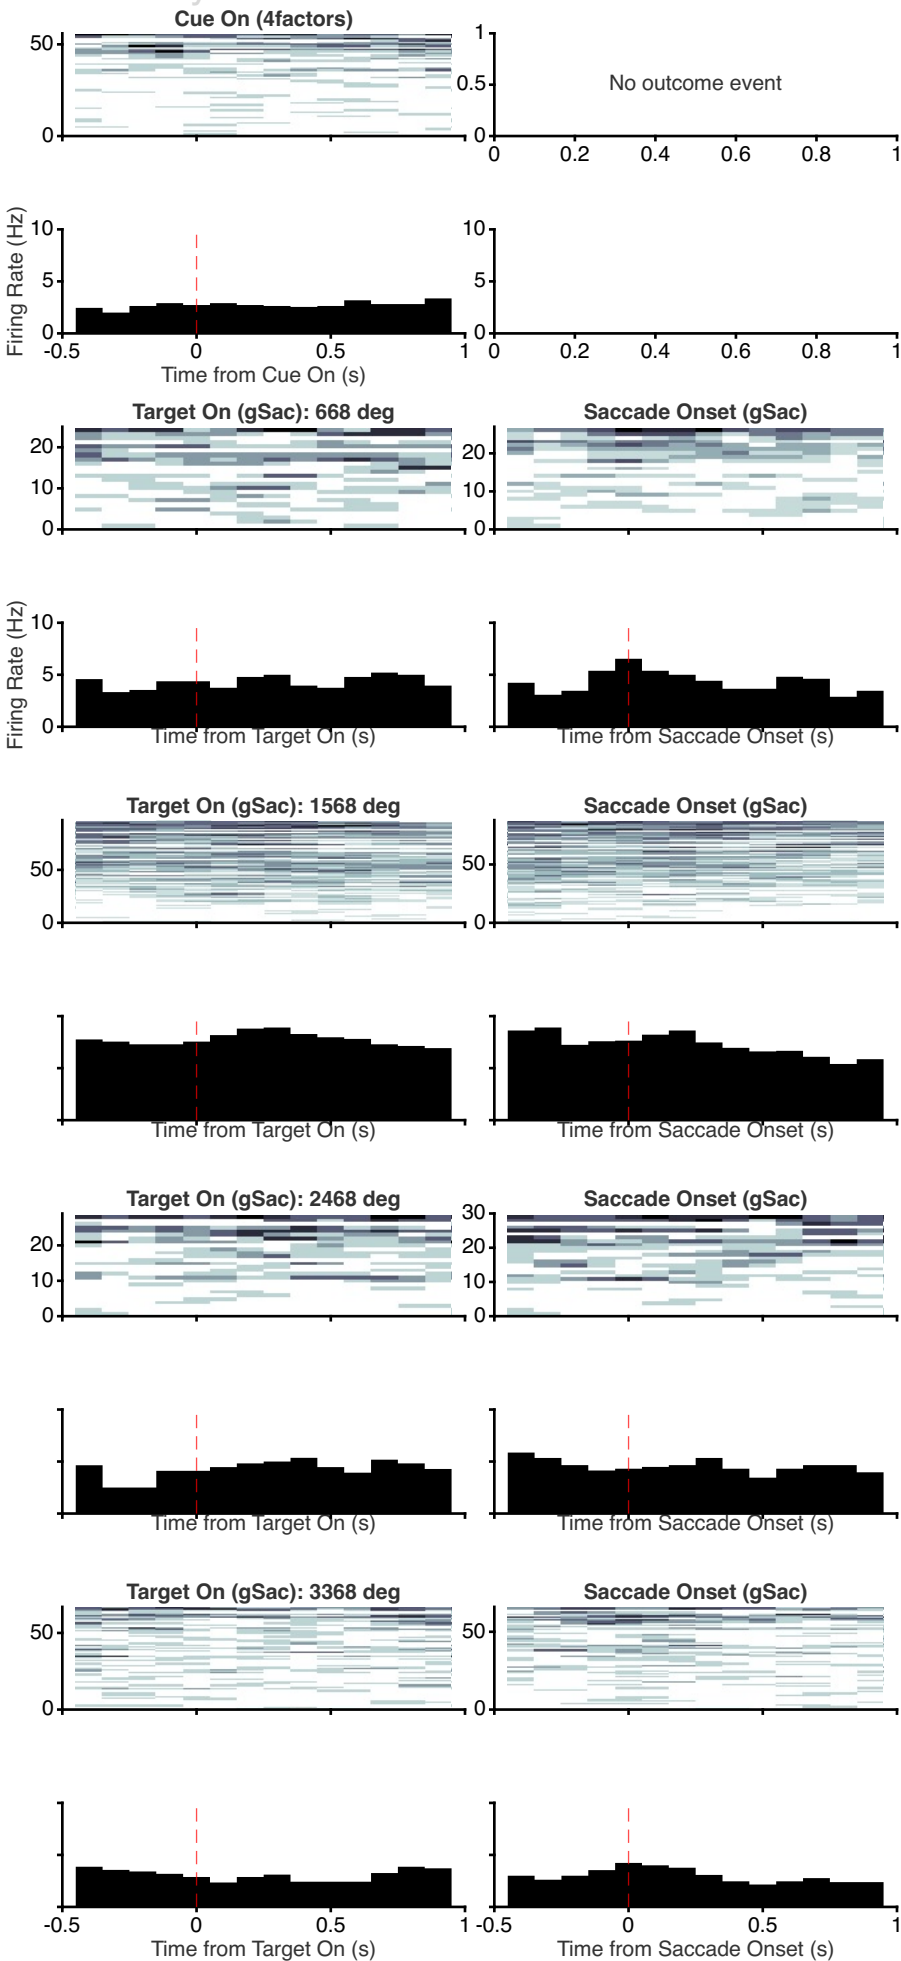 Cue On (4factors)
50
0
1
0.5
0
No outcome event
0 0.2 0.4 0.6 0.8 1
Firing Rate (Hz)
10
5
0
-0.5 0 0.5 1
Time from Cue On (s)
10
5
0
0 0.2 0.4 0.6 0.8 1
Target On (gSac): 668 deg
20
10
0
Saccade Onset (gSac)
20
10
0
Firing Rate (Hz)
10
5
0
Time from Target On (s)
Time from Saccade Onset (s)
Target On (gSac): 1568 deg
50
0
Saccade Onset (gSac)
50
0
Time from Target On (s)
Time from Saccade Onset (s)
Target On (gSac): 2468 deg
20
10
0
Saccade Onset (gSac)
30
20
10
0
Time from Target On (s)
Time from Saccade Onset (s)
Target On (gSac): 3368 deg
50
0
Saccade Onset (gSac)
50
0
-0.5 0 0.5 1
Time from Target On (s)
-0.5 0 0.5 1
Time from Saccade Onset (s)